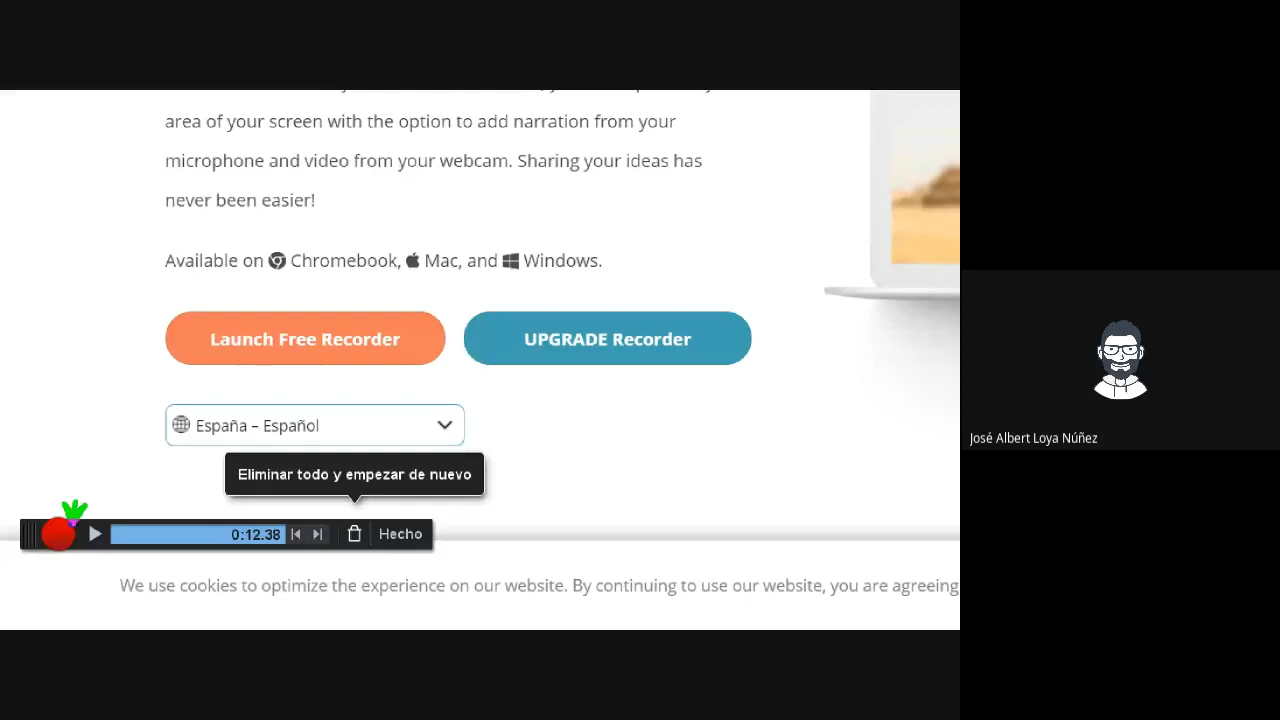 area of your screen with the option to add narration from your
microphone and video from your webcam. Sharing your ideas has
never been easier!
Available on Chromebook, Mac, and Windows.
Launch Free Recorder
UPGRADE Recorder
España – Español
Eliminar todo y empezar de nuevo
0:12.38
Hecho
We use cookies to optimize the experience on our website. By continuing to use our website, you are agreeing
José Albert Loya Núñez